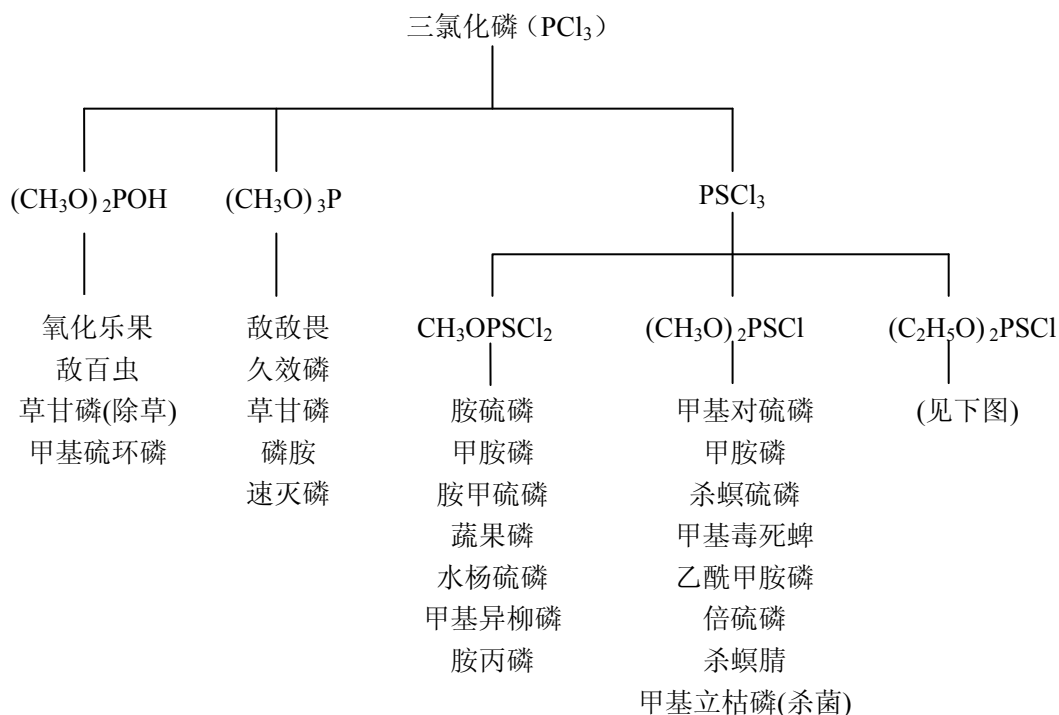 三氯化磷（PCl₃）
(CH₃O)₂POH
(CH₃O)₃P
PSCl₃
氧化乐果
敌百虫
草甘磷(除草)
甲基硫环磷
敌敌畏
久效磷
草甘磷
磷胺
速灭磷
CH₃OPSCl₂
(CH₃O)₂PSCl
(C₂H₅O)₂PSCl
胺硫磷
甲胺磷
胺甲硫磷
蔬果磷
水杨硫磷
甲基异柳磷
胺丙磷
甲基对硫磷
甲胺磷
杀螟硫磷
甲基毒死蜱
乙酰甲胺磷
倍硫磷
杀螟腈
甲基立枯磷(杀菌)
(见下图)